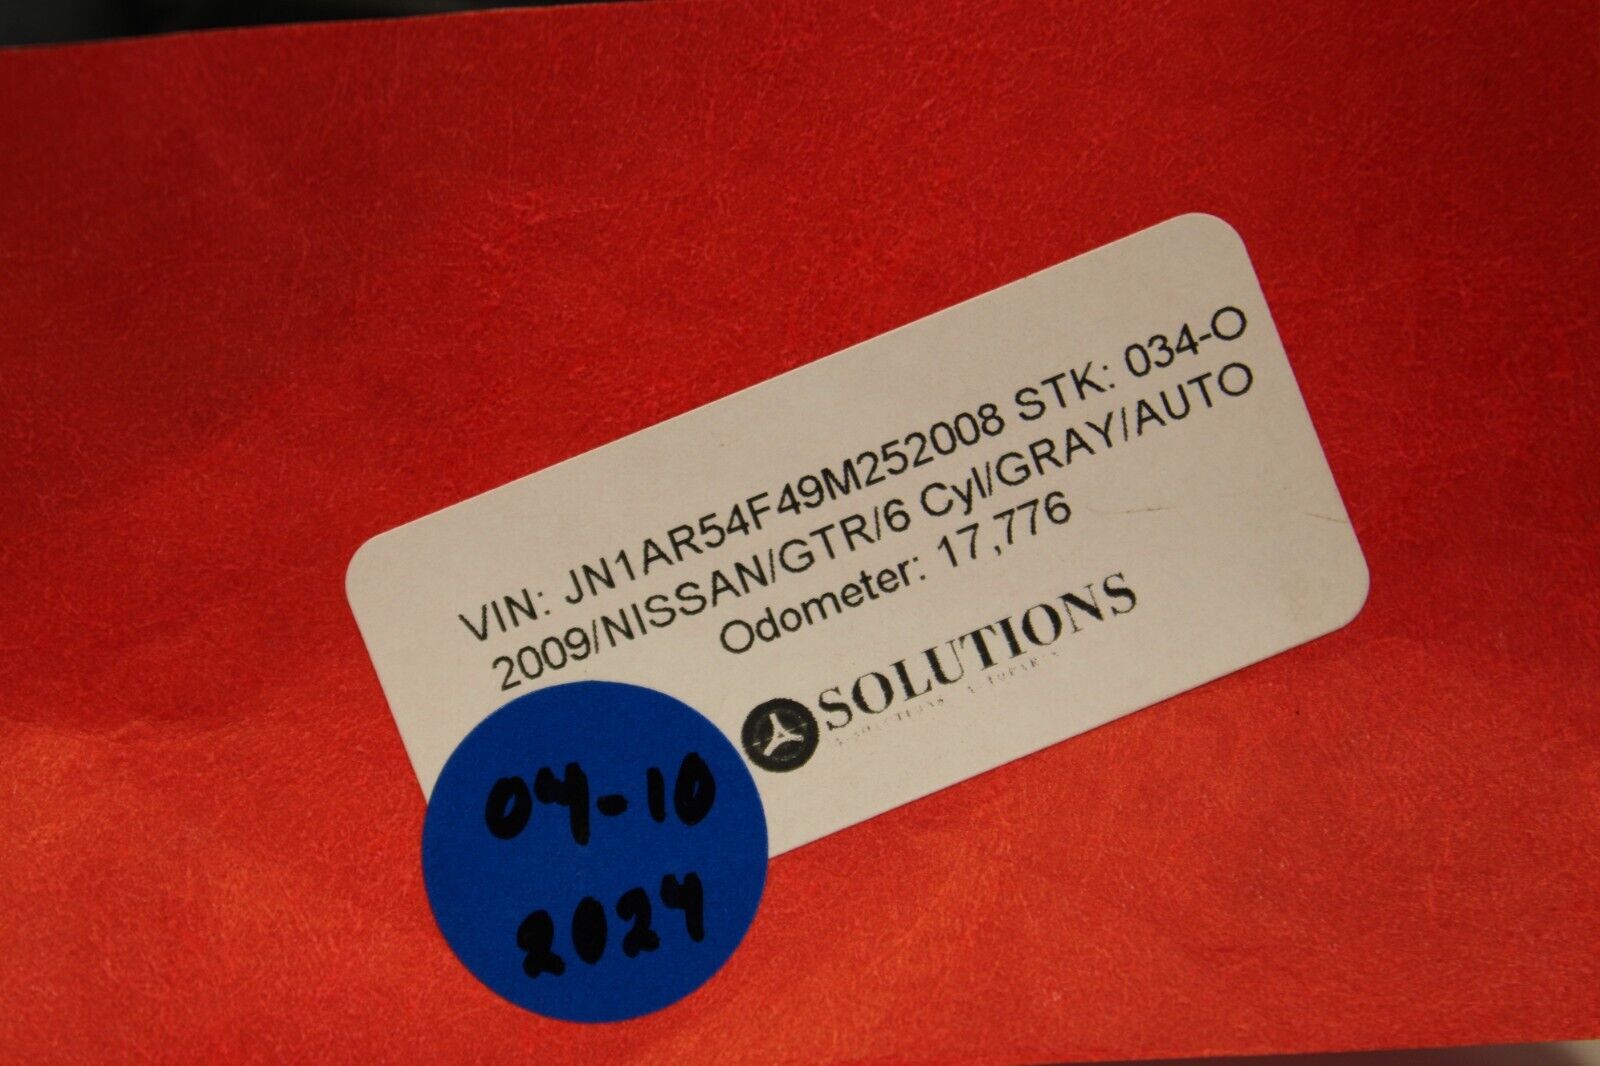 VIN: JN1AR54F49M252008 STK: 034-O
2009/NISSAN/GTR/6 Cyl/GRAY/AUTO
Odometer: 17,776
SOLUTIONS
04-10
2024